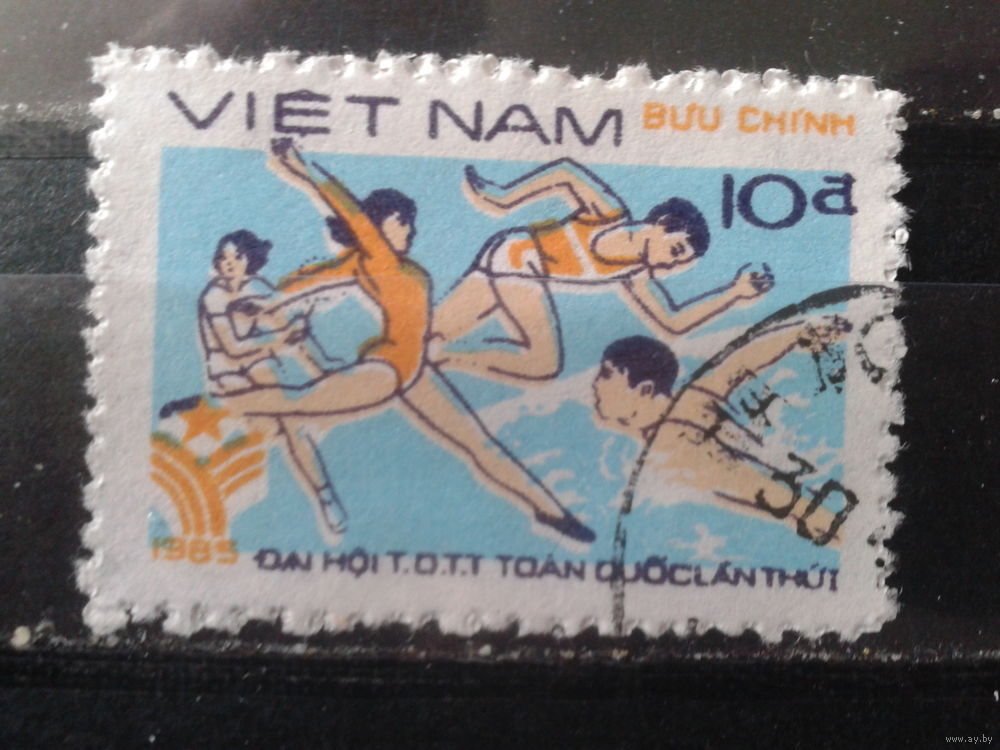 VIỆT NAM BƯU CHÍNH
10đ
1985
ĐẠI HỘI T.D.T.T TOÀN QUỐC LẦN THỨ I
30
www.ay.by